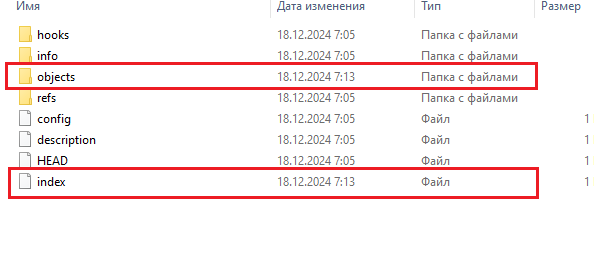 Имя Дата изменения Тип Размер
hooks 18.12.2024 7:05 Папка с файлами
info 18.12.2024 7:05 Папка с файлами
objects 18.12.2024 7:13 Папка с файлами
refs 18.12.2024 7:05 Папка с файлами
config 18.12.2024 7:05 Файл 1
description 18.12.2024 7:05 Файл 1
HEAD 18.12.2024 7:05 Файл 1
index 18.12.2024 7:13 Файл 1